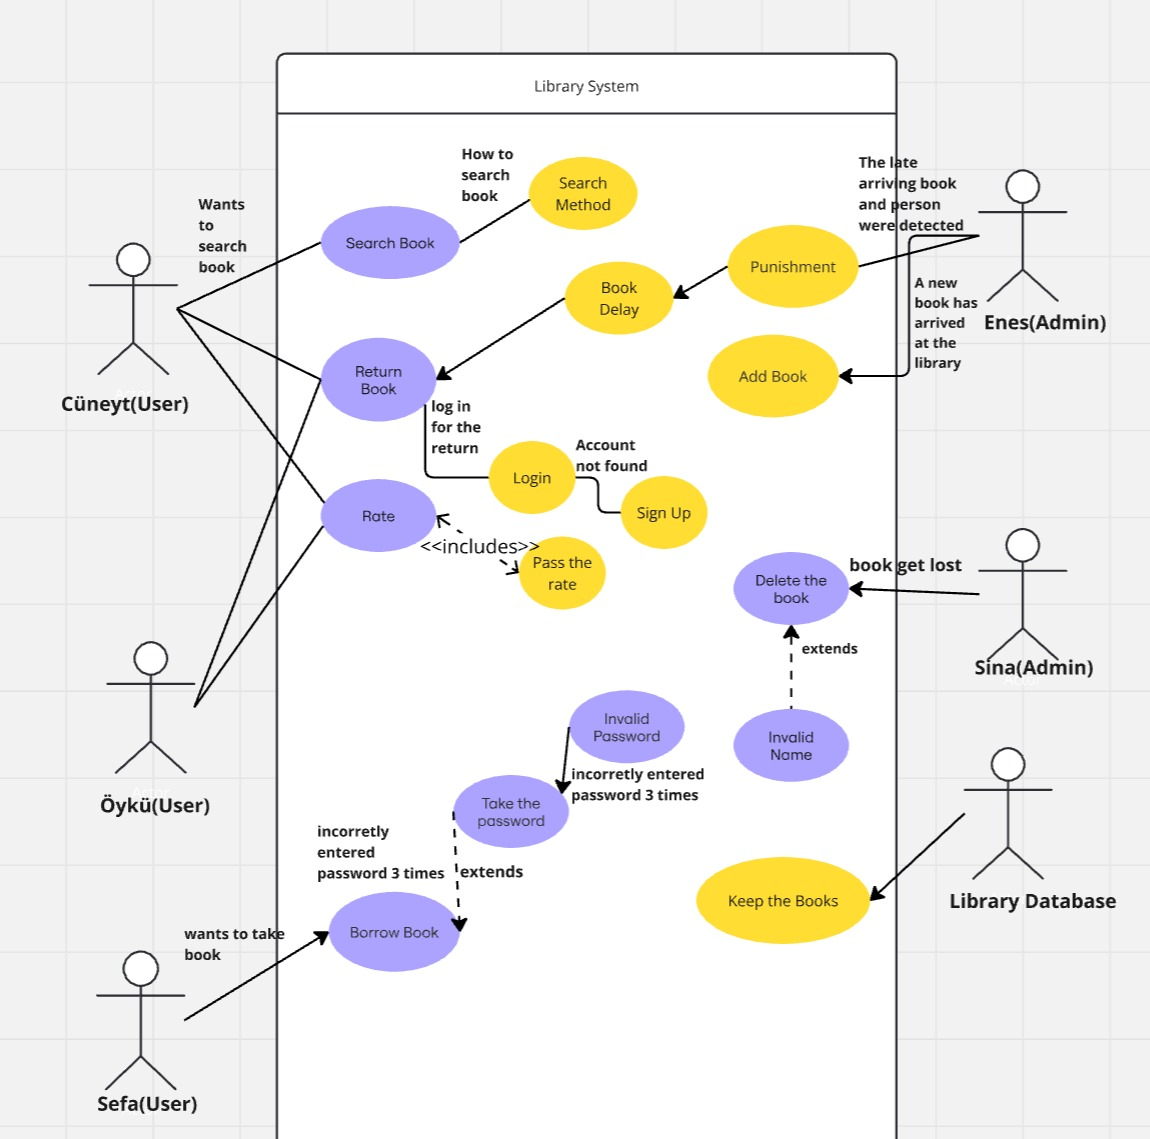 Library System
Wants
to
search
book
How to
search
book
Search
Method
Search Book
The late
arriving book
and person
were detected
Punishment
Book
Delay
A new
book has
arrived
at the
library
Enes(Admin)
Cüneyt(User)
Return
Book
Add Book
log in
for the
return
Account
not found
Login
Sign Up
Rate
<<includes>>
Pass the
rate
book get lost
Delete the
book
extends
Sina(Admin)
Invalid
Name
Invalid
Password
incorretly entered
password 3 times
Take the
password
Öykü(User)
incorretly
entered
password 3 times
extends
Keep the Books
Library Database
Borrow Book
wants to take
book
Sefa(User)